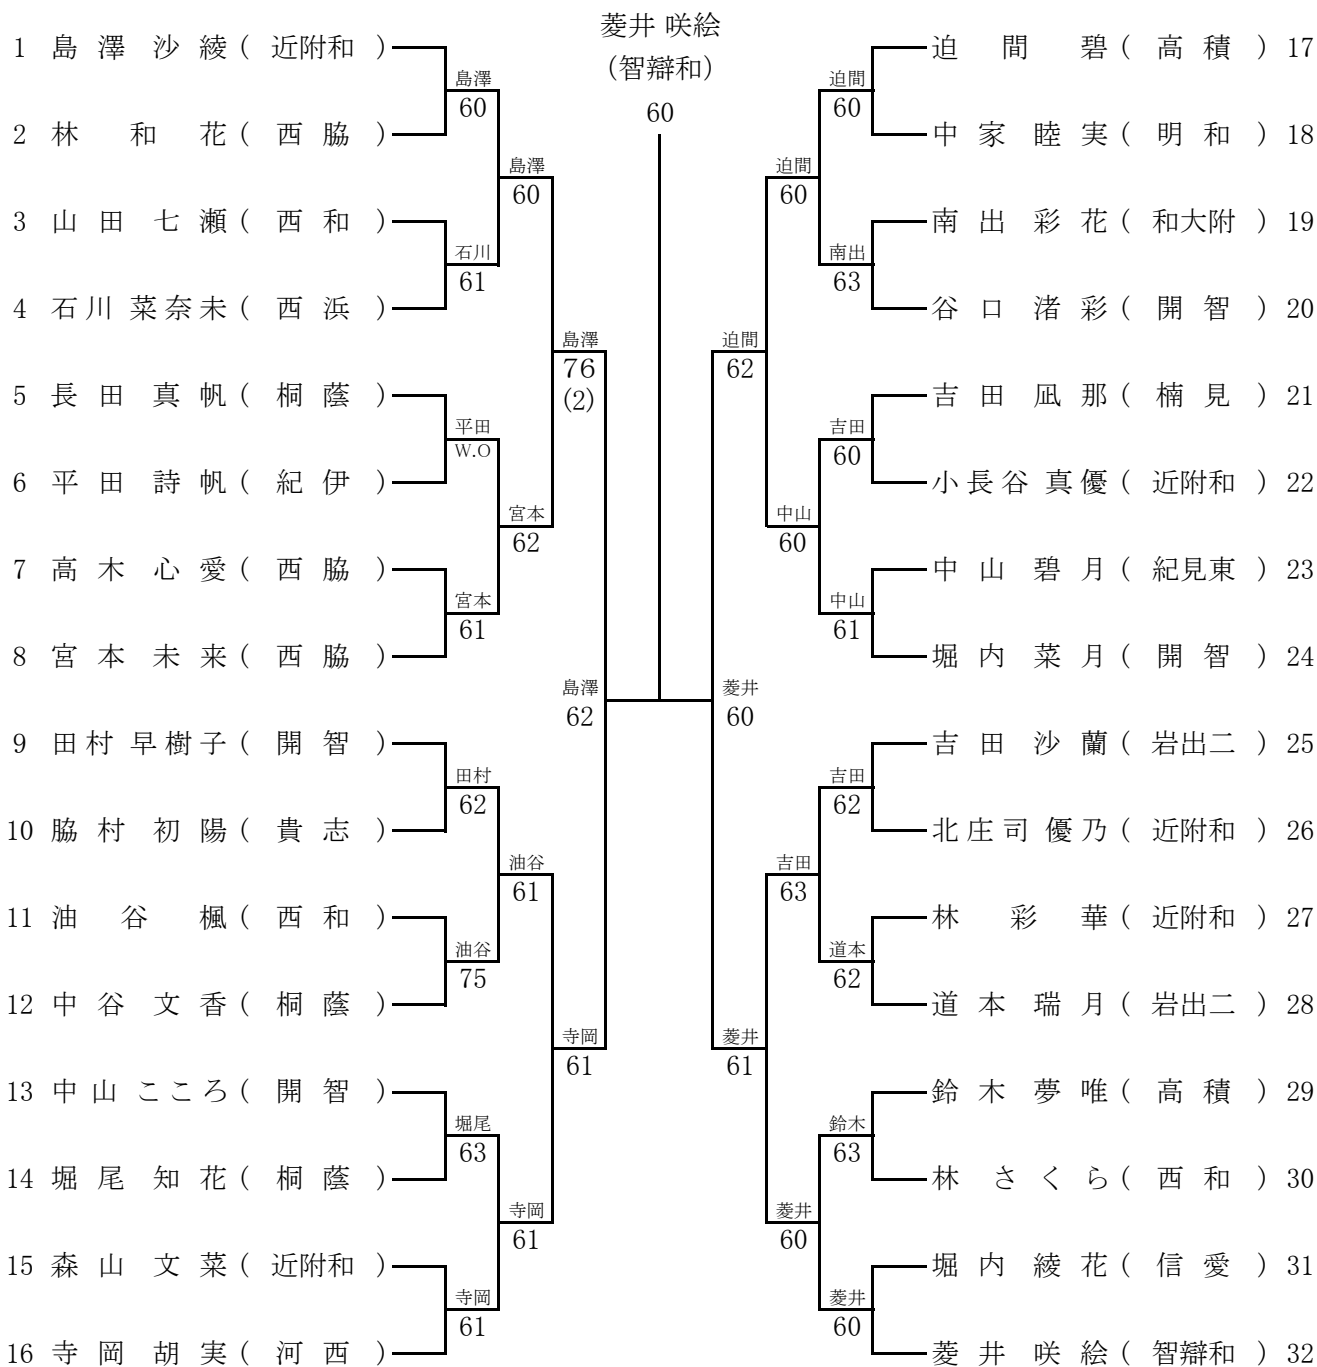 菱井 咲絵
(智辯和)
60
1 島澤沙綾(近附和)
島澤
60
2 林和花(西脇)
島澤
60
3 山田七瀬(西和)
石川
61
4 石川菜奈未(西浜)
島澤
76
(2)
5 長田真帆(桐蔭)
平田
W.O
6 平田詩帆(紀伊)
宮本
62
7 高木心愛(西脇)
宮本
61
8 宮本未来(西脇)
島澤
62
9 田村早樹子(開智)
田村
62
10 脇村初陽(貴志)
油谷
61
11 油谷楓(西和)
油谷
75
12 中谷文香(桐蔭)
寺岡
61
13 中山こころ(開智)
堀尾
63
14 堀尾知花(桐蔭)
寺岡
61
15 森山文菜(近附和)
寺岡
61
16 寺岡胡実(河西)
迫間碧(高積)17
迫間
60
中家睦実(明和)18
迫間
60
南出彩花(和大附)19
南出
63
谷口渚彩(開智)20
迫間
62
吉田凪那(楠見)21
吉田
60
小長谷真優(近附和)22
中山
60
中山碧月(紀見東)23
中山
61
堀内菜月(開智)24
菱井
60
吉田沙蘭(岩出二)25
吉田
62
北庄司優乃(近附和)26
吉田
63
林彩華(近附和)27
道本
62
道本瑞月(岩出二)28
菱井
61
鈴木夢唯(高積)29
鈴木
63
林さくら(西和)30
菱井
60
堀内綾花(信愛)31
菱井
60
菱井咲絵(智辯和)32